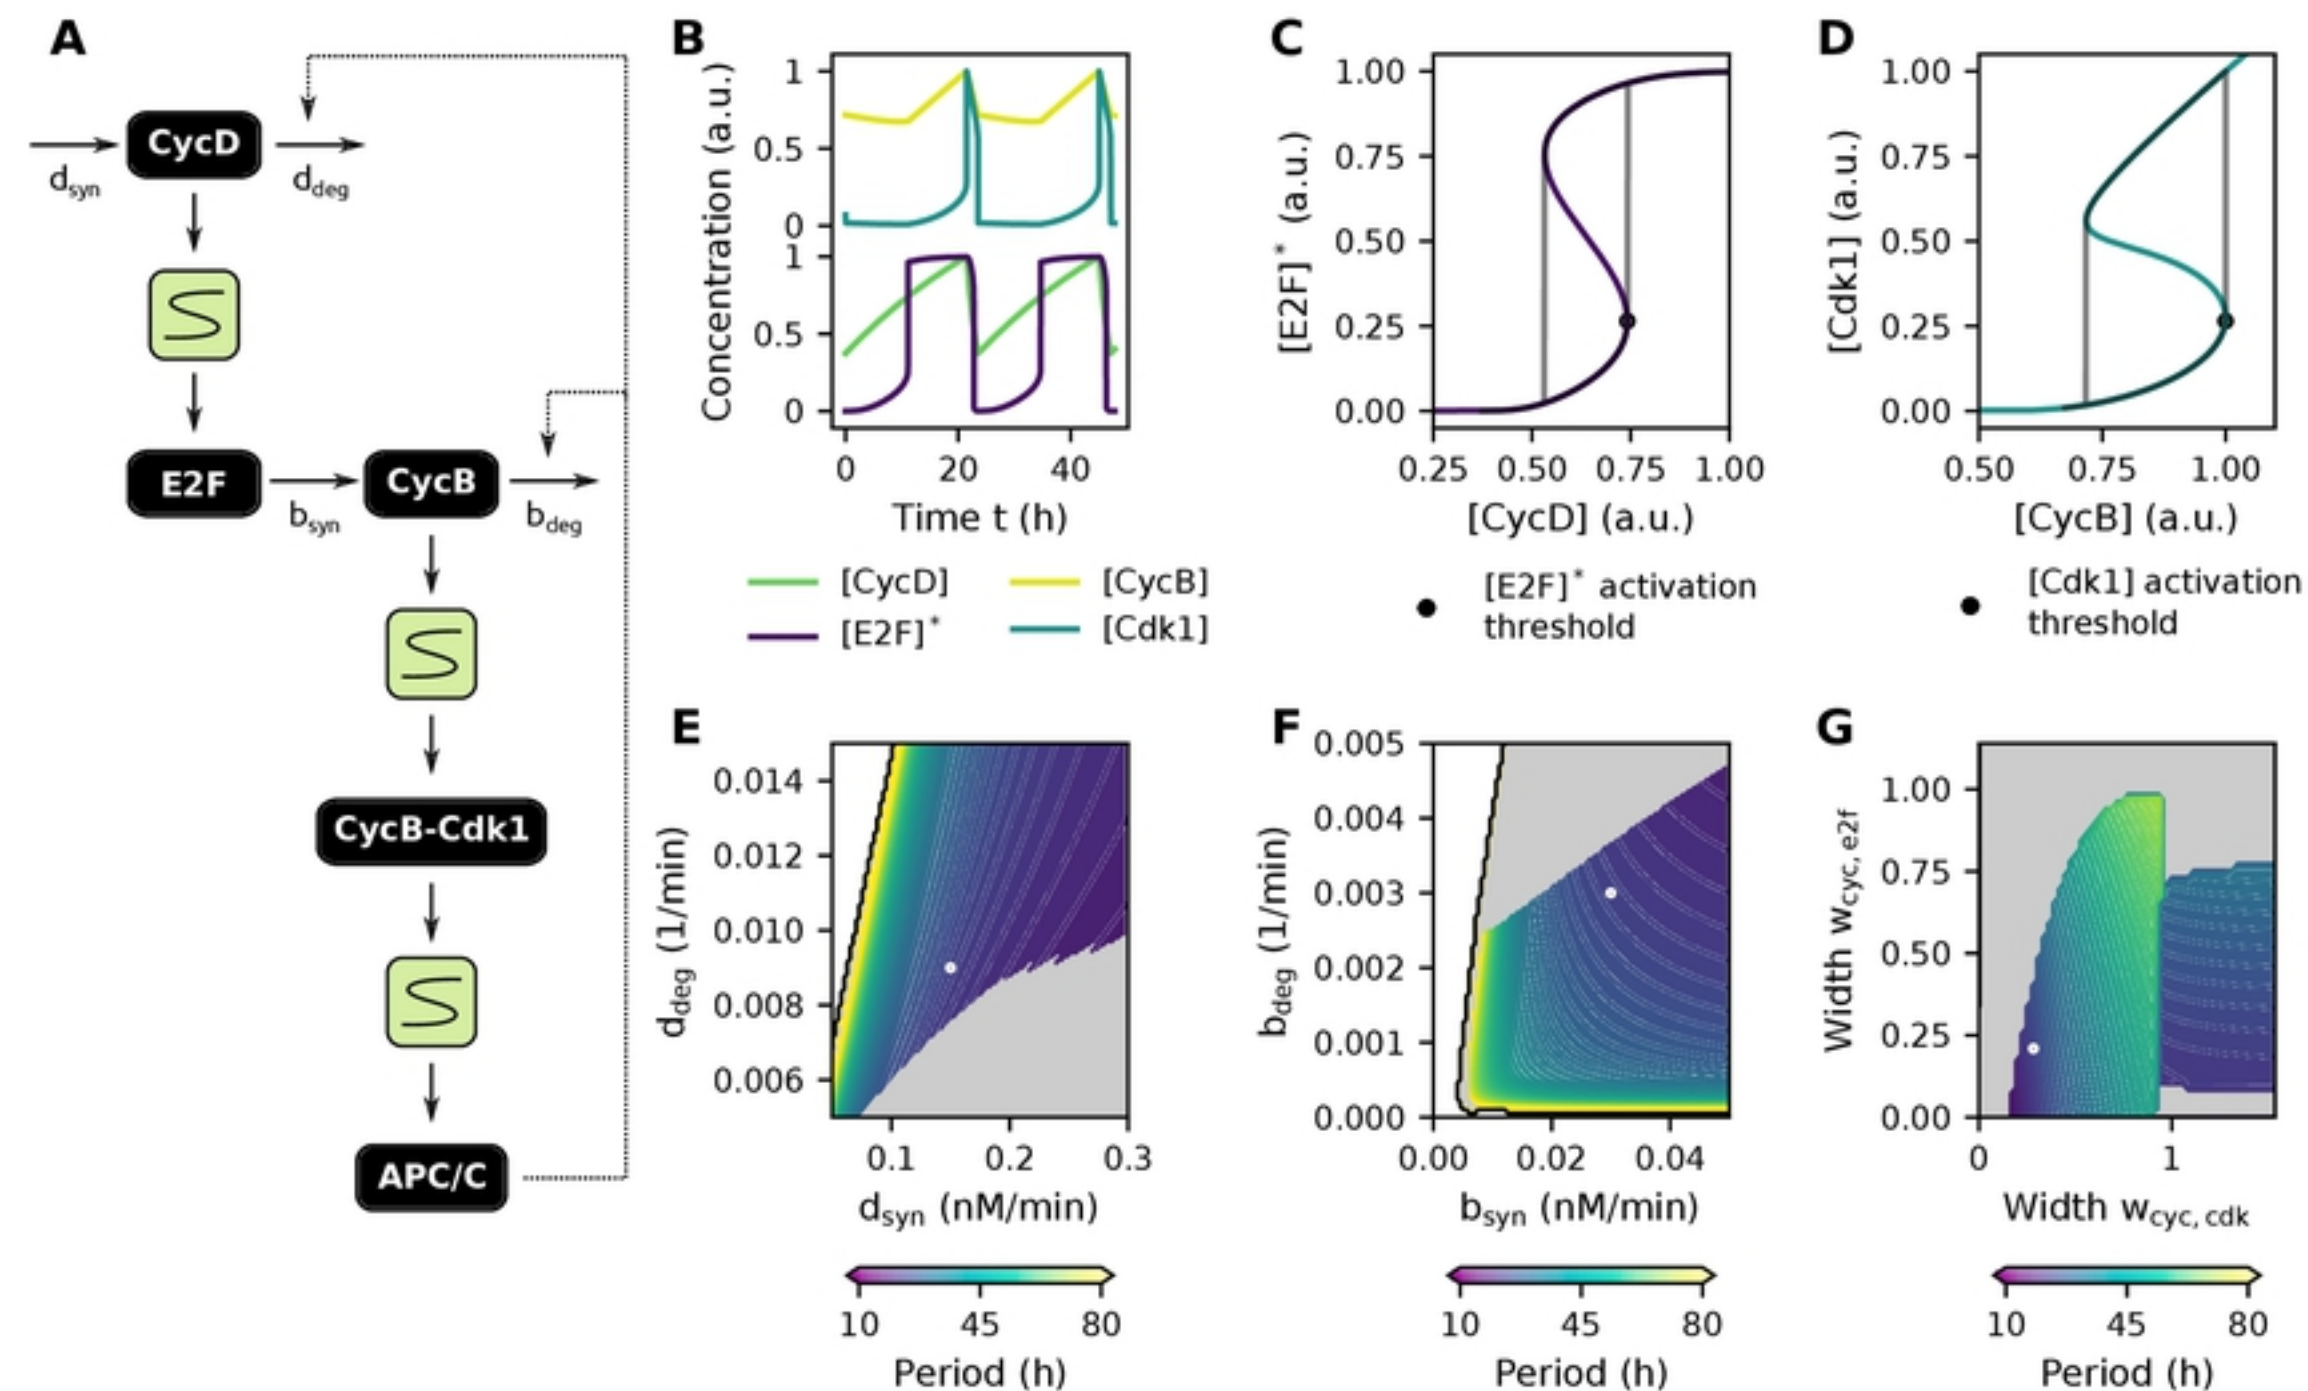 A
CycD
d_syn
d_deg
E2F
b_syn
CycB
b_deg
CycB-Cdk1
APC/C
B
Concentration (a.u.)
1
0.5
0
1
0.5
0
0 20 40
Time t (h)
[CycD] [CycB]
[E2F]* [Cdk1]
C
[E2F]* (a.u.)
1.00
0.75
0.50
0.25
0.00
0.25 0.50 0.75 1.00
[CycD] (a.u.)
[E2F]* activation
threshold
D
[Cdk1] (a.u.)
1.00
0.75
0.50
0.25
0.00
0.50 0.75 1.00
[CycB] (a.u.)
[Cdk1] activation
threshold
E
d_deg (1/min)
0.014
0.012
0.010
0.008
0.006
0.1 0.2 0.3
d_syn (nM/min)
10 45 80
Period (h)
F
b_deg (1/min)
0.005
0.004
0.003
0.002
0.001
0.000
0.00 0.02 0.04
b_syn (nM/min)
10 45 80
Period (h)
G
Width w_cyc, e2f
1.00
0.75
0.50
0.25
0.00
0 1
Width w_cyc, cdk
10 45 80
Period (h)